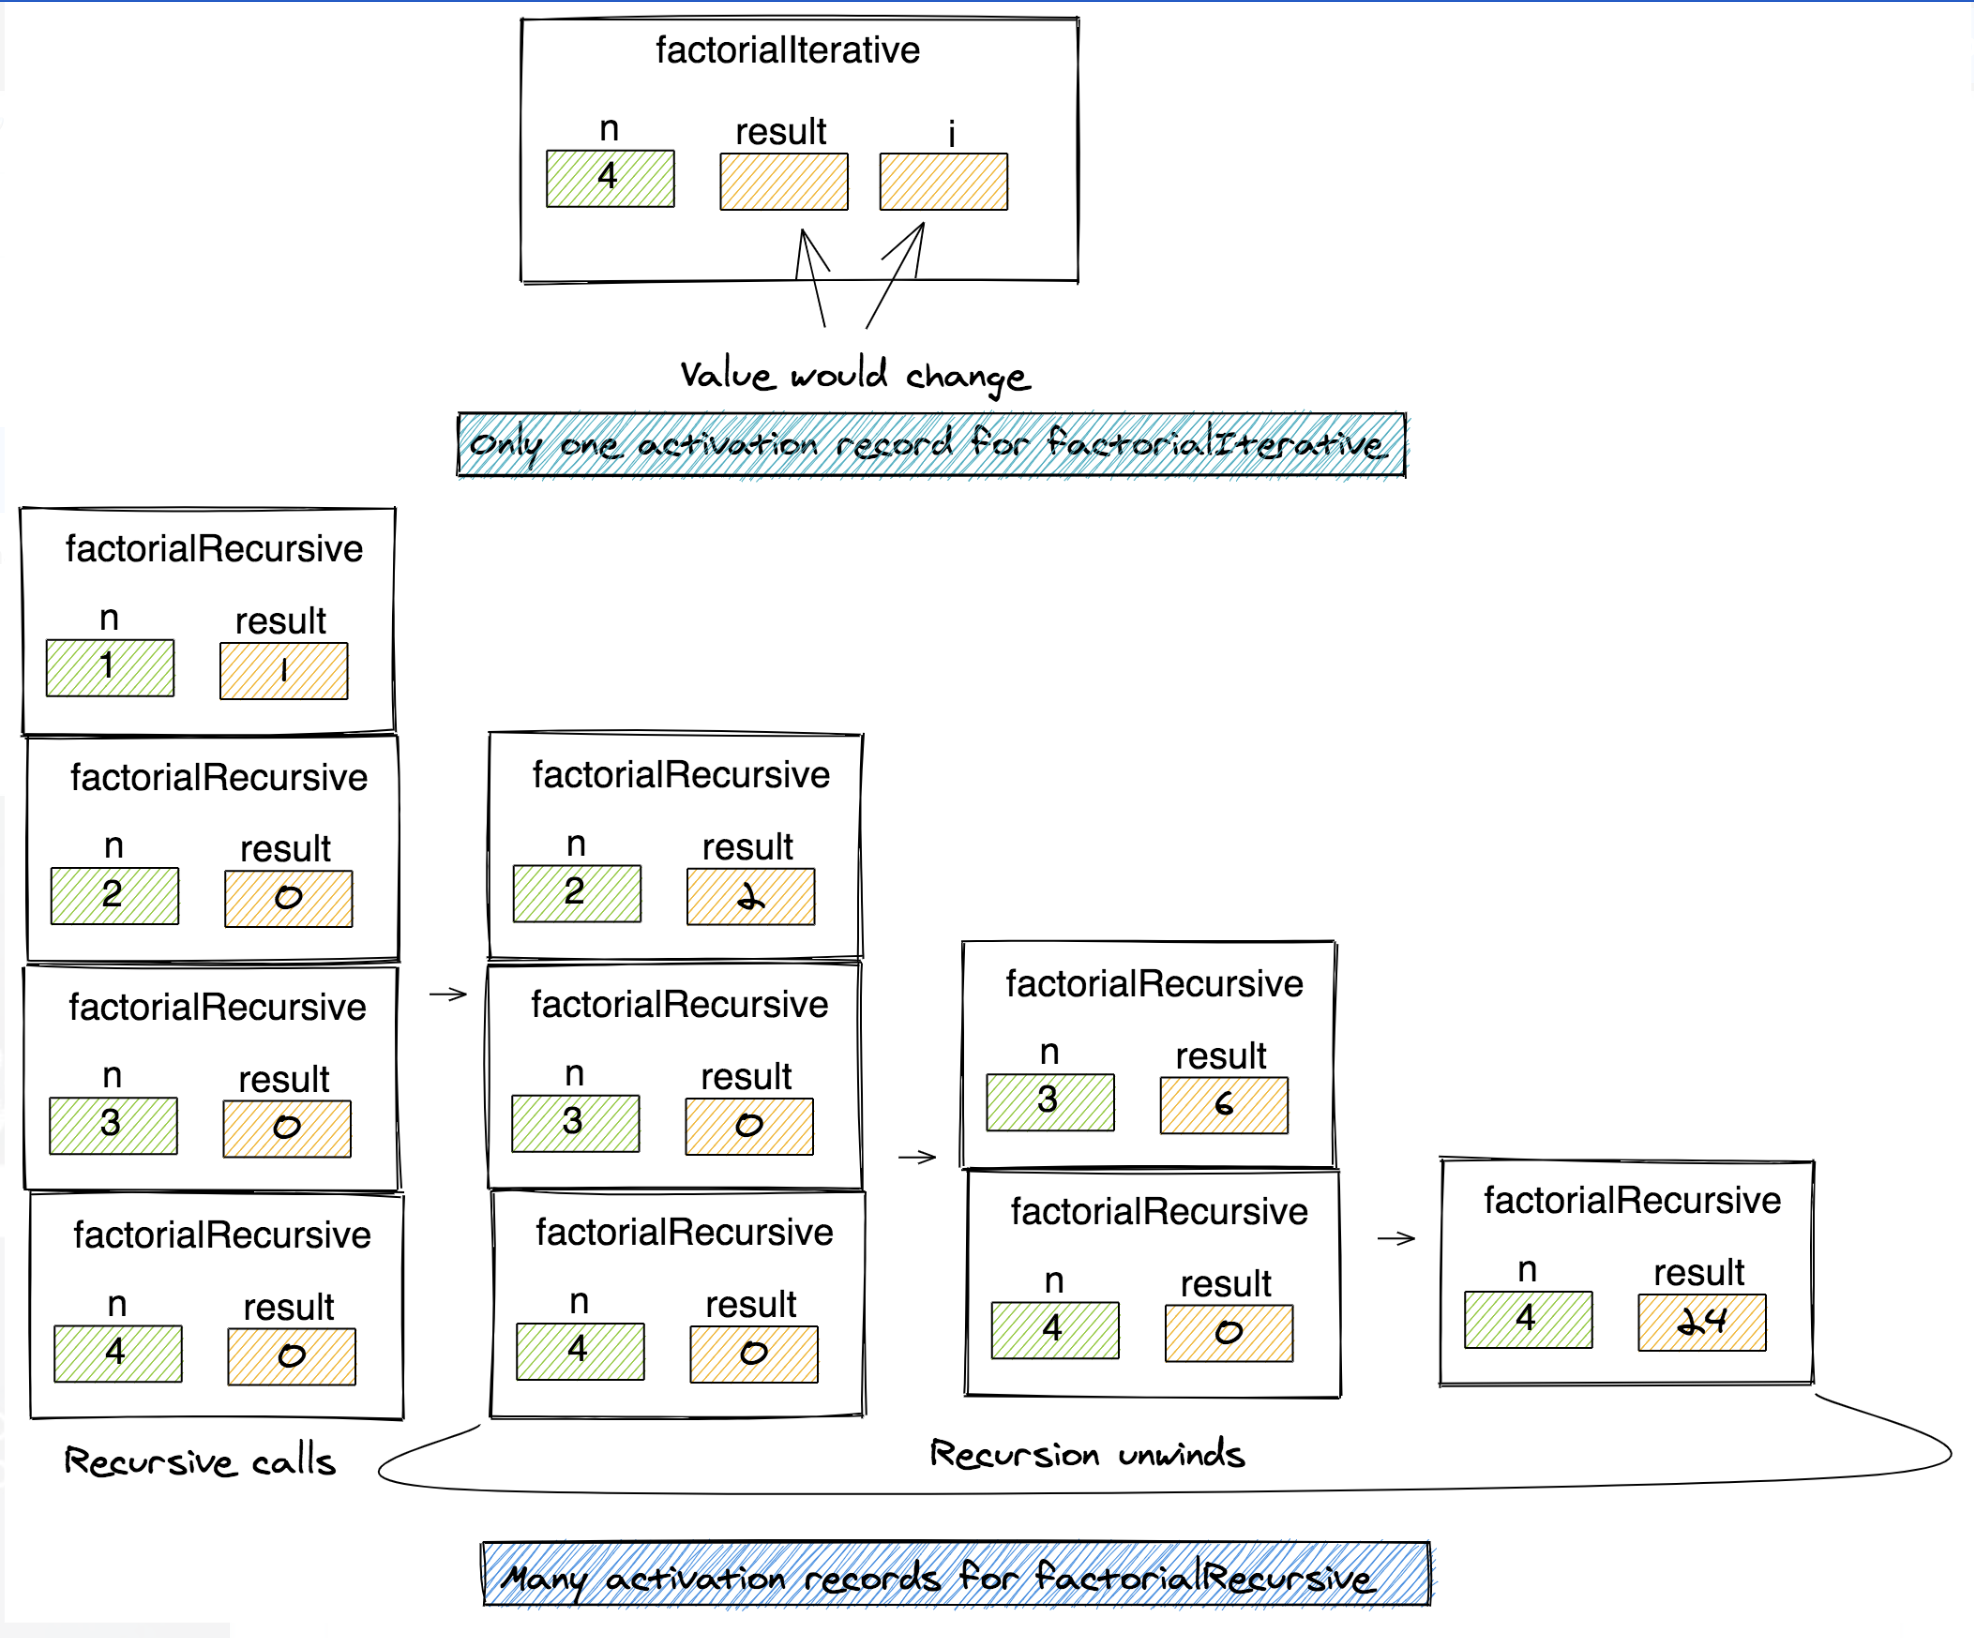 factorialIterative
n result i
4
Value would change
Only one activation record for factorialIterative
factorialRecursive
n result
1 1
factorialRecursive
n result
2 0
factorialRecursive
n result
3 0
factorialRecursive
n result
4 0
Recursive calls
factorialRecursive
n result
2 2
factorialRecursive
n result
3 0
factorialRecursive
n result
4 0
factorialRecursive
n result
3 6
factorialRecursive
n result
4 0
factorialRecursive
n result
4 24
Recursion unwinds
Many activation records for factorialRecursive